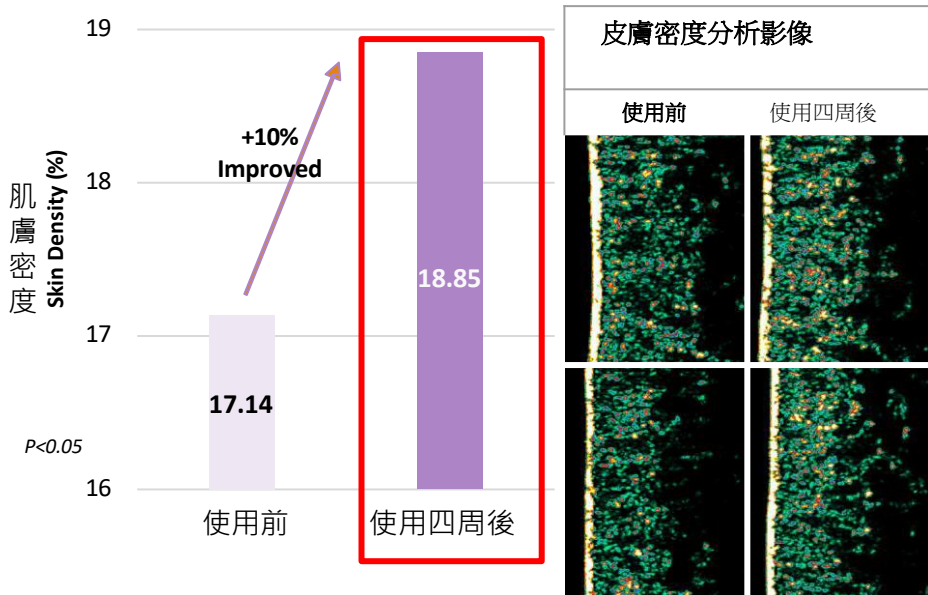 19
18
17
16
肌膚密度
Skin Density (%)
+10%
Improved
17.14
18.85
P<0.05
使用前
使用四周後
皮膚密度分析影像
使用前
使用四周後